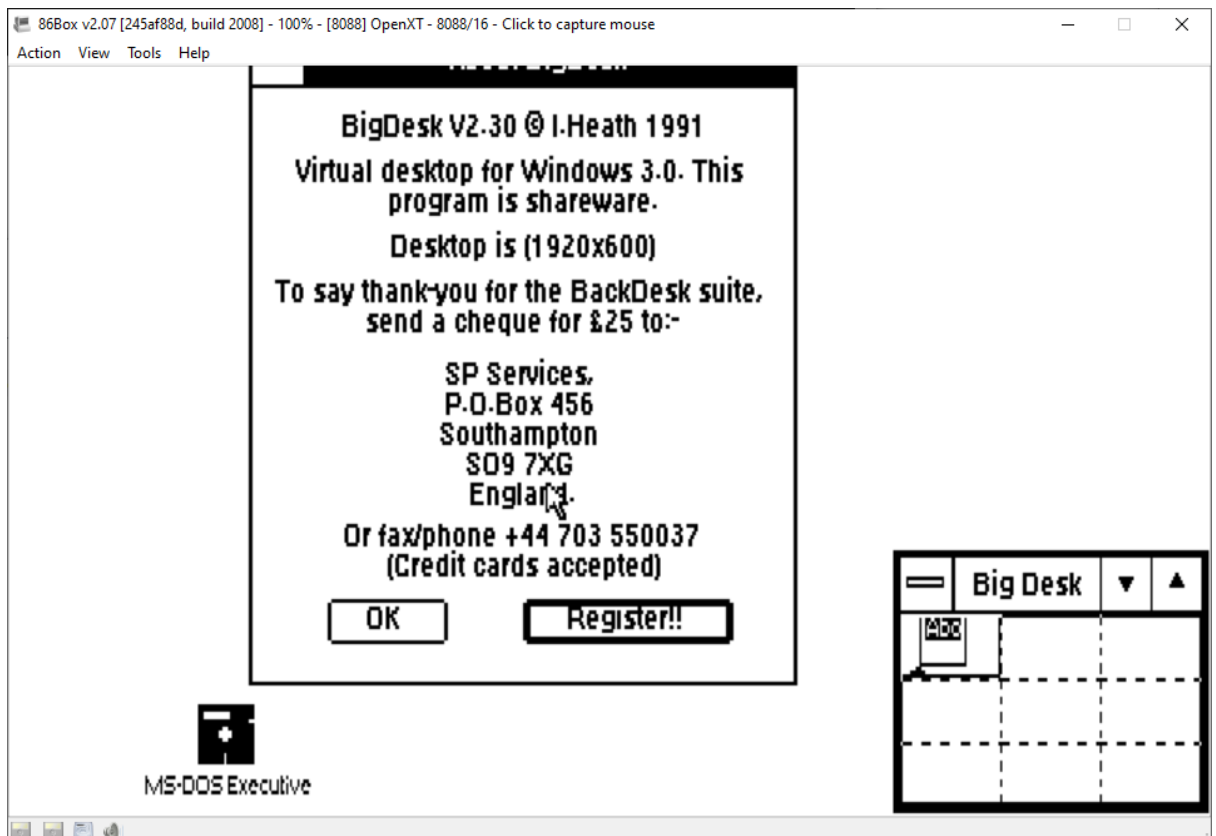 86Box v2.07 [245af88d, build 2008] - 100% - [8088] OpenXT - 8088/16 - Click to capture mouse
Action View Tools Help
BigDesk V2.30 © I.Heath 1991
Virtual desktop for Windows 3.0. This
program is shareware.
Desktop is (1920x600)
To say thank-you for the BackDesk suite,
send a cheque for £25 to:-
SP Services,
P.O.Box 456
Southampton
SO9 7XG
England.
Or fax/phone +44 703 550037
(Credit cards accepted)
OK Register!!
Big Desk
Abo
MS-DOS Executive